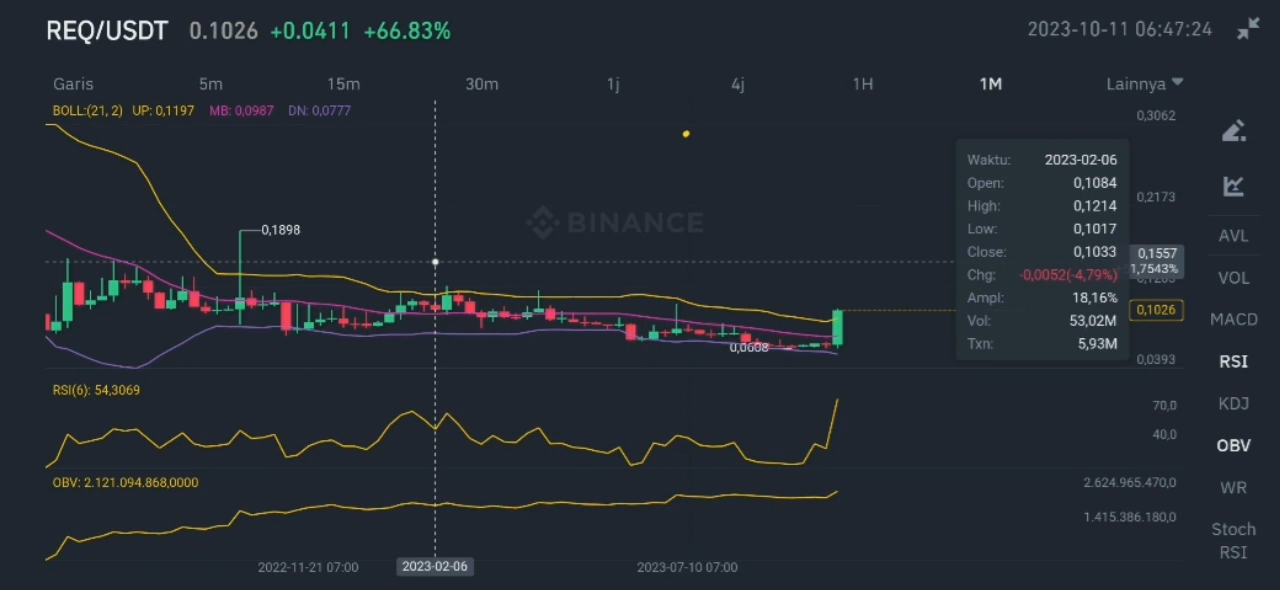 REQ/USDT 0.1026 +0.0411 +66.83% 2023-10-11 06:47:24
Garis 5m 15m 30m 1j 4j 1H 1M Lainnya
BOLL:(21, 2) UP: 0,1197 MB: 0,0987 DN: 0,0777
0,3062
0,2173
0,0393
0,1898
0,0608
BINANCE
Waktu: 2023-02-06
Open: 0,1084
High: 0,1214
Low: 0,1017
Close: 0,1033
Chg: -0,0052(-4,79%)
Ampl: 18,16%
Vol: 53,02M
Txn: 5,93M
0,1557
1,7543%
0,1026
RSI(6): 54,3069
70,0
40,0
OBV: 2.121.094.868,0000
2.624.965.470,0
1.415.386.180,0
2022-11-21 07:00 2023-02-06 2023-07-10 07:00
AVL
VOL
MACD
RSI
KDJ
OBV
WR
Stoch
RSI